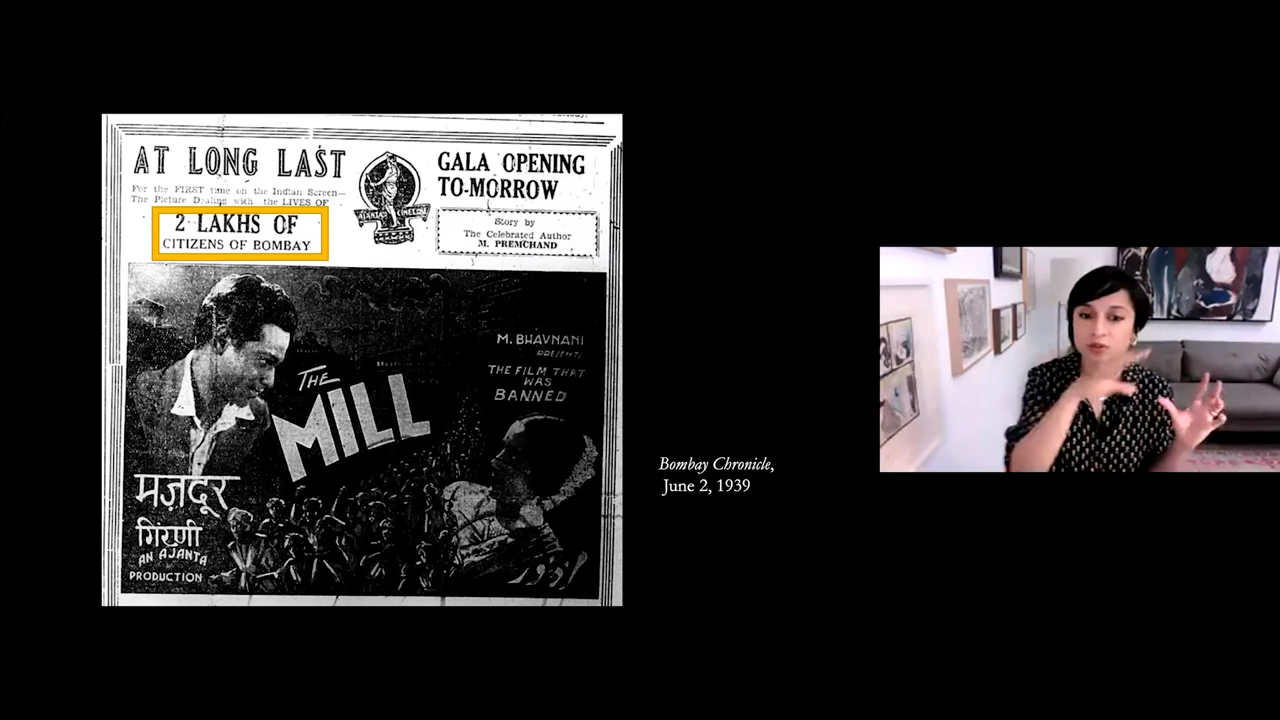 AT LONG LAST
For the FIRST time on the Indian Screen—
The Picture Dealing with the LIVES OF
2 LAKHS OF
CITIZENS OF BOMBAY
AJANTA CINETONE
GALA OPENING
TO-MORROW
Story by
The Celebrated Author
M. PREMCHAND
M. BHAVNANI
PRESENTS
THE FILM THAT
WAS
BANNED
THE
MILL
मज़दूर
गिरणी
AN AJANTA
PRODUCTION
Bombay Chronicle,
June 2, 1939